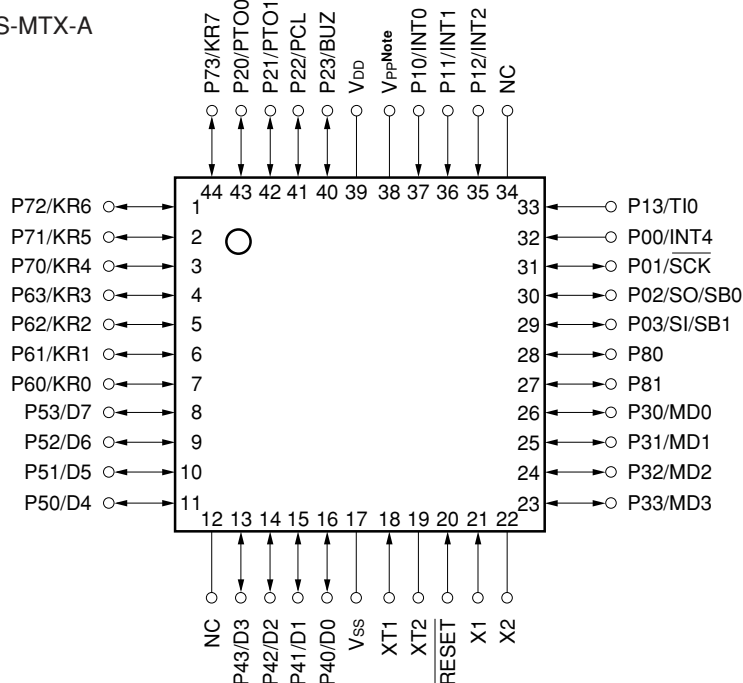 S-MTX-A
P73/KR7
P20/PTO0
P21/PTO1
P22/PCL
P23/BUZ
VDD
VPPNote
P10/INT0
P11/INT1
P12/INT2
NC
44 43 42 41 40 39 38 37 36 35 34
P72/KR6 1
P71/KR5 2
P70/KR4 3
P63/KR3 4
P62/KR2 5
P61/KR1 6
P60/KR0 7
P53/D7 8
P52/D6 9
P51/D5 10
P50/D4 11
33 P13/TI0
32 P00/INT4
31 P01/SCK
30 P02/SO/SB0
29 P03/SI/SB1
28 P80
27 P81
26 P30/MD0
25 P31/MD1
24 P32/MD2
23 P33/MD3
12 13 14 15 16 17 18 19 20 21 22
NC
P43/D3
P42/D2
P41/D1
P40/D0
VSS
XT1
XT2
RESET
X1
X2